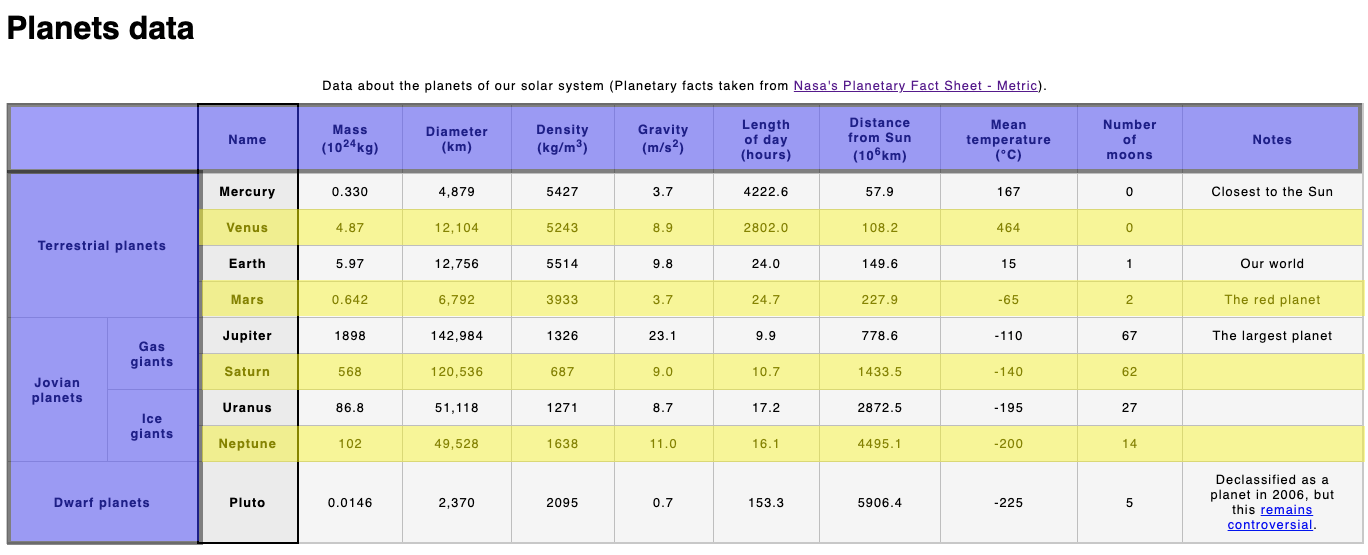 Planets data
Data about the planets of our solar system (Planetary facts taken from Nasa's Planetary Fact Sheet - Metric).
Name Mass (10²⁴kg) Diameter (km) Density (kg/m³) Gravity (m/s²) Length of day (hours) Distance from Sun (10⁶km) Mean temperature (°C) Number of moons Notes
Terrestrial planets
Mercury 0.330 4,879 5427 3.7 4222.6 57.9 167 0 Closest to the Sun
Venus 4.87 12,104 5243 8.9 2802.0 108.2 464 0
Earth 5.97 12,756 5514 9.8 24.0 149.6 15 1 Our world
Mars 0.642 6,792 3933 3.7 24.7 227.9 -65 2 The red planet
Jovian planets
Gas giants
Jupiter 1898 142,984 1326 23.1 9.9 778.6 -110 67 The largest planet
Saturn 568 120,536 687 9.0 10.7 1433.5 -140 62
Ice giants
Uranus 86.8 51,118 1271 8.7 17.2 2872.5 -195 27
Neptune 102 49,528 1638 11.0 16.1 4495.1 -200 14
Dwarf planets Pluto 0.0146 2,370 2095 0.7 153.3 5906.4 -225 5 Declassified as a planet in 2006, but this remains controversial.